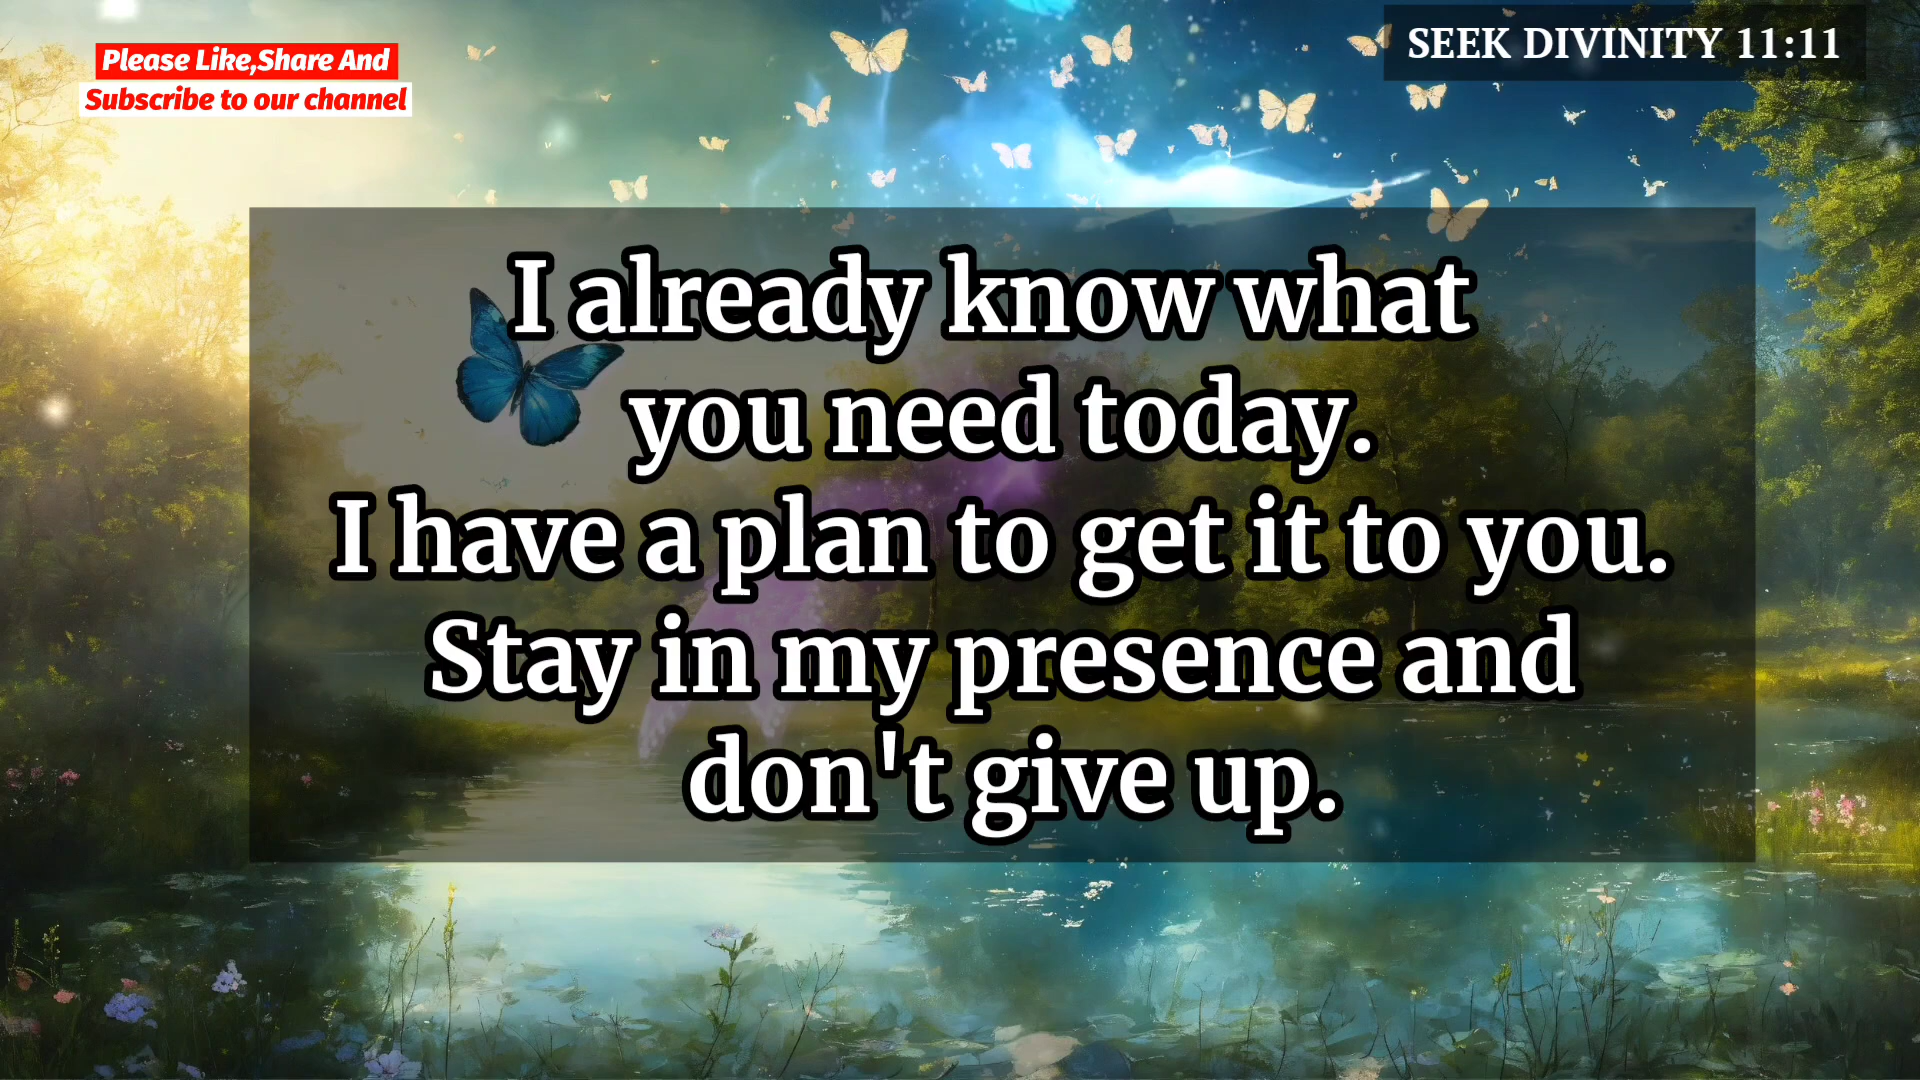 Please Like,Share And
Subscribe to our channel
SEEK DIVINITY 11:11
I already know what
you need today.
I have a plan to get it to you.
Stay in my presence and
don't give up.